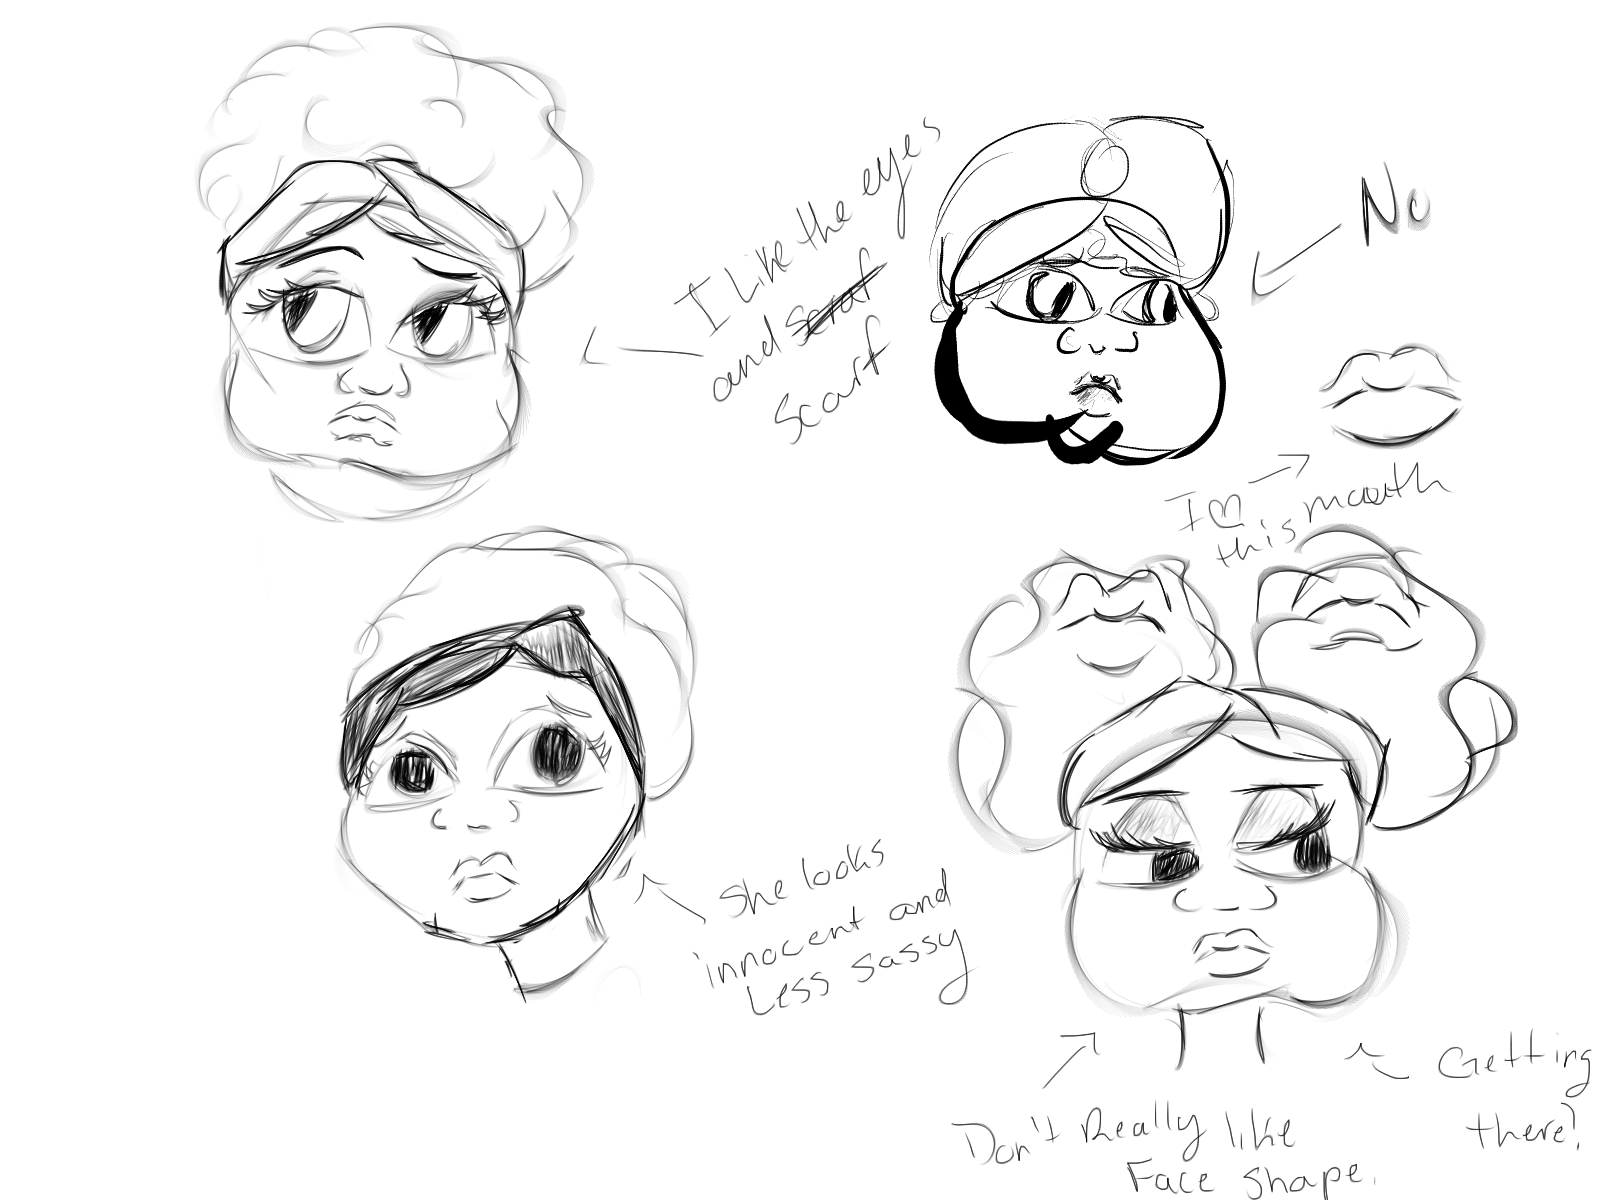 I Like the eyes
and Scraf
Scarf
No
I ♡
this mouth
She looks
innocent and
Less sassy
Don't Really like
Face shape.
Getting
there?